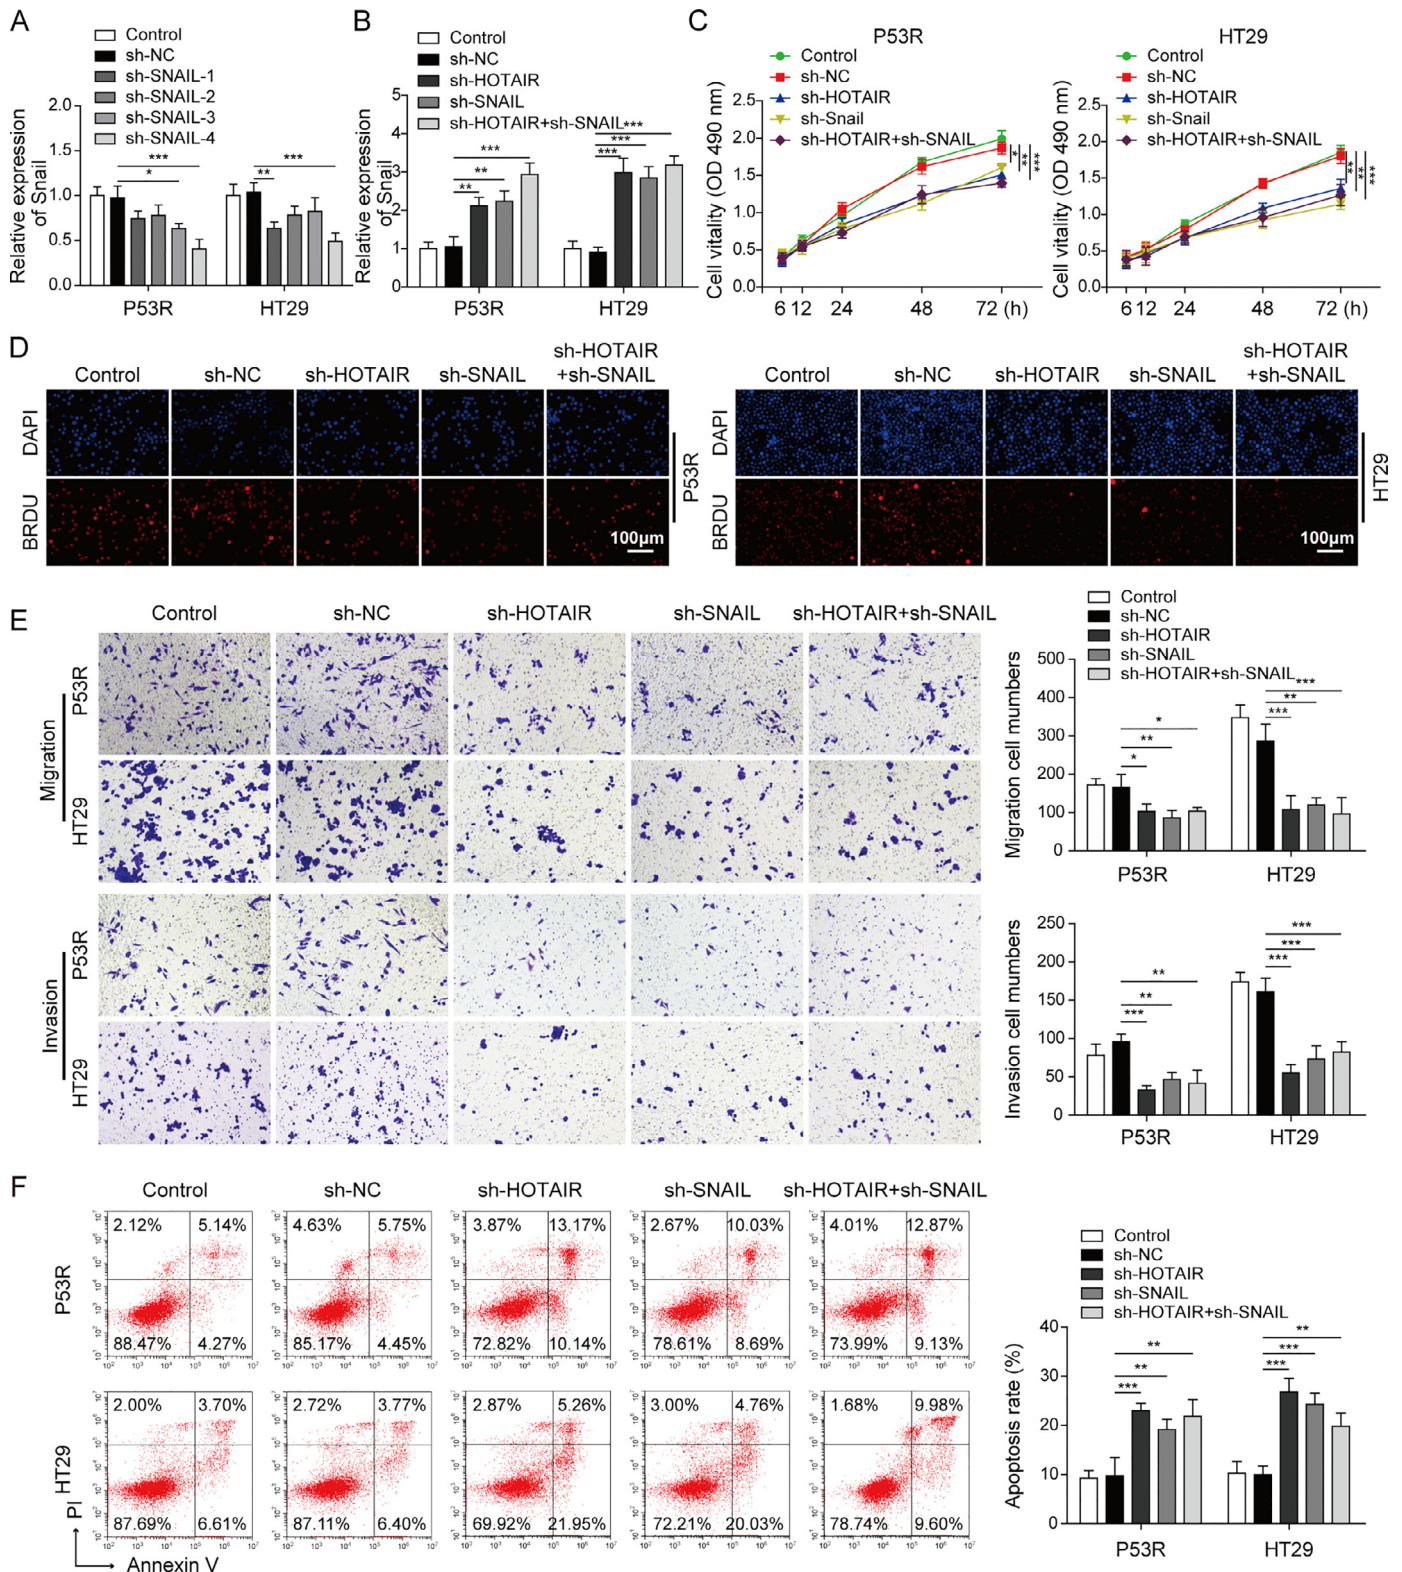 A
Control
sh-NC
sh-SNAIL-1
sh-SNAIL-2
sh-SNAIL-3
sh-SNAIL-4
Relative expression
of Snail
2.0
1.5
1.0
0.5
0.0
***
*
***
**
P53R HT29
B
Control
sh-NC
sh-HOTAIR
sh-SNAIL
sh-HOTAIR+sh-SNAIL
Relative expression
of Snail
5
4
3
2
1
0
***
**
**
***
***
***
P53R HT29
C
P53R
Control
sh-NC
sh-HOTAIR
sh-Snail
sh-HOTAIR+sh-SNAIL
Cell vitality (OD 490 nm)
2.5
2.0
1.5
1.0
0.5
0.0
* ** ***
6 12 24 48 72 (h)
HT29
Control
sh-NC
sh-HOTAIR
sh-Snail
sh-HOTAIR+sh-SNAIL
Cell vitality (OD 490 nm)
2.5
2.0
1.5
1.0
0.5
0.0
** ** ***
6 12 24 48 72 (h)
D
Control sh-NC sh-HOTAIR sh-SNAIL sh-HOTAIR
+sh-SNAIL
DAPI
BRDU
P53R
100μm
Control sh-NC sh-HOTAIR sh-SNAIL sh-HOTAIR
+sh-SNAIL
DAPI
BRDU
HT29
100μm
E
Control sh-NC sh-HOTAIR sh-SNAIL sh-HOTAIR+sh-SNAIL
Migration
P53R
HT29
Invasion
P53R
HT29
Control
sh-NC
sh-HOTAIR
sh-SNAIL
sh-HOTAIR+sh-SNAIL
Migration cell mumbers
500
400
300
200
100
0
*
**
*
***
**
***
P53R HT29
Invasion cell mumbers
250
200
150
100
50
0
**
**
***
***
***
***
P53R HT29
F
Control sh-NC sh-HOTAIR sh-SNAIL sh-HOTAIR+sh-SNAIL
P53R
2.12% 5.14% 4.63% 5.75% 3.87% 13.17% 2.67% 10.03% 4.01% 12.87%
88.47% 4.27% 85.17% 4.45% 72.82% 10.14% 78.61% 8.69% 73.99% 9.13%
HT29
2.00% 3.70% 2.72% 3.77% 2.87% 5.26% 3.00% 4.76% 1.68% 9.98%
87.69% 6.61% 87.11% 6.40% 69.92% 21.95% 72.21% 20.03% 78.74% 9.60%
PI
Annexin V
Control
sh-NC
sh-HOTAIR
sh-SNAIL
sh-HOTAIR+sh-SNAIL
Apoptosis rate (%)
40
30
20
10
0
**
**
***
**
***
***
P53R HT29